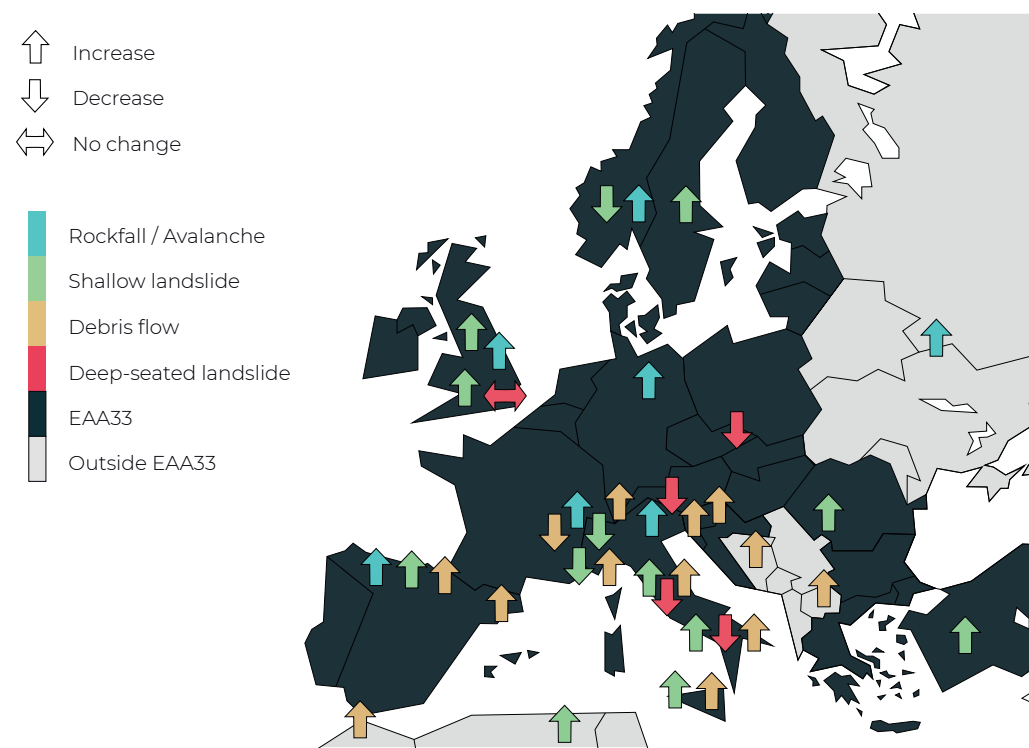 Increase
Decrease
No change
Rockfall / Avalanche
Shallow landslide
Debris flow
Deep-seated landslide
EAA33
Outside EAA33